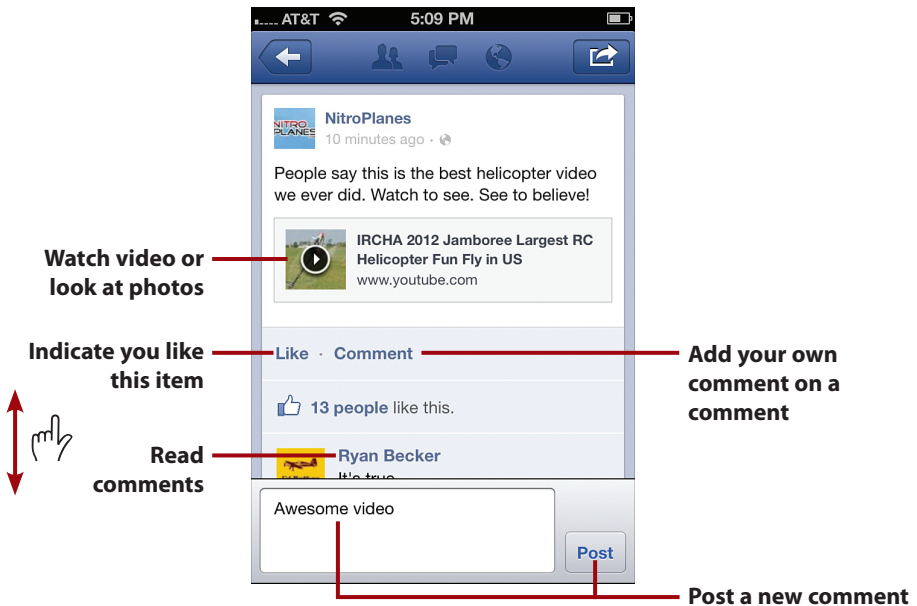 AT&T 5:09 PM
NITRO
PLANES
NitroPlanes
10 minutes ago ·
People say this is the best helicopter video
we ever did. Watch to see. See to believe!
IRCHA 2012 Jamboree Largest RC
Helicopter Fun Fly in US
www.youtube.com
Watch video or
look at photos
Like · Comment
Indicate you like
this item
Add your own
comment on a
comment
13 people like this.
Ryan Becker
It's true
Read
comments
Awesome video
Post
Post a new comment